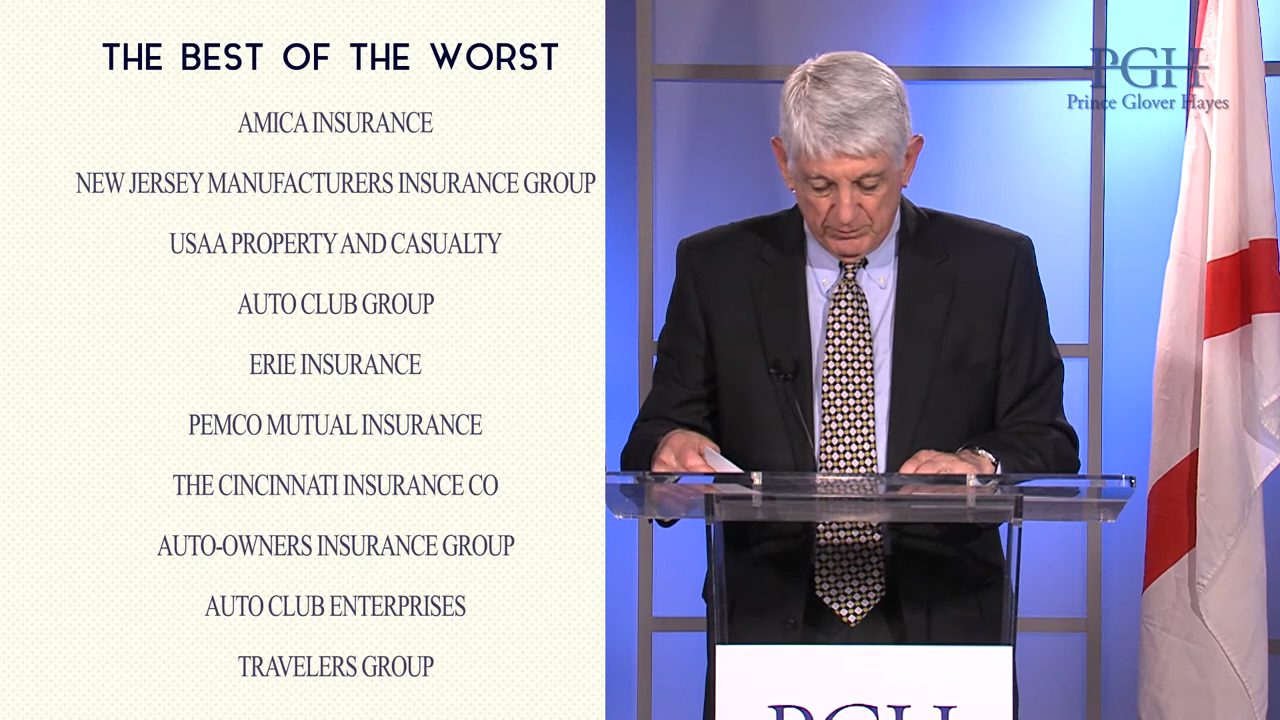 THE BEST OF THE WORST
AMICA INSURANCE
NEW JERSEY MANUFACTURERS INSURANCE GROUP
USAA PROPERTY AND CASUALTY
AUTO CLUB GROUP
ERIE INSURANCE
PEMCO MUTUAL INSURANCE
THE CINCINNATI INSURANCE CO
AUTO-OWNERS INSURANCE GROUP
AUTO CLUB ENTERPRISES
TRAVELERS GROUP
PGH
Prince Glover Hayes
PGH